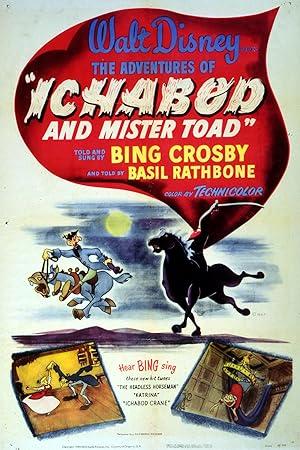 Walt Disney
THE ADVENTURES OF
"ICHABOD
AND MISTER TOAD"
TOLD AND
SUNG BY
BING CROSBY
AND TOLD BY
BASIL RATHBONE
COLOR BY TECHNICOLOR
Hear BING sing
these new hit tunes
"THE HEADLESS HORSEMAN"
"KATRINA"
"ICHABOD CRANE"